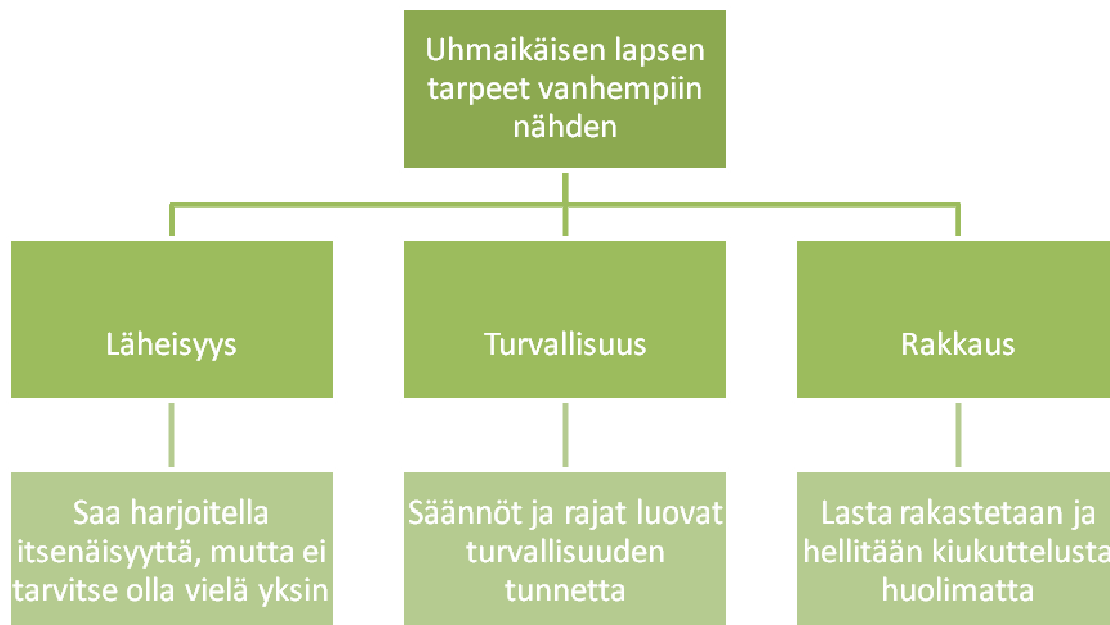 Uhmaikäisen lapsen
tarpeet vanhempiin
nähden
Läheisyys
Turvallisuus
Rakkaus
Saa harjoitella
itsenäisyyttä, mutta ei
tarvitse olla vielä yksin
Säännöt ja rajat luovat
turvallisuuden
tunnetta
Lasta rakastetaan ja
hellitään kiukuttelusta
huolimatta